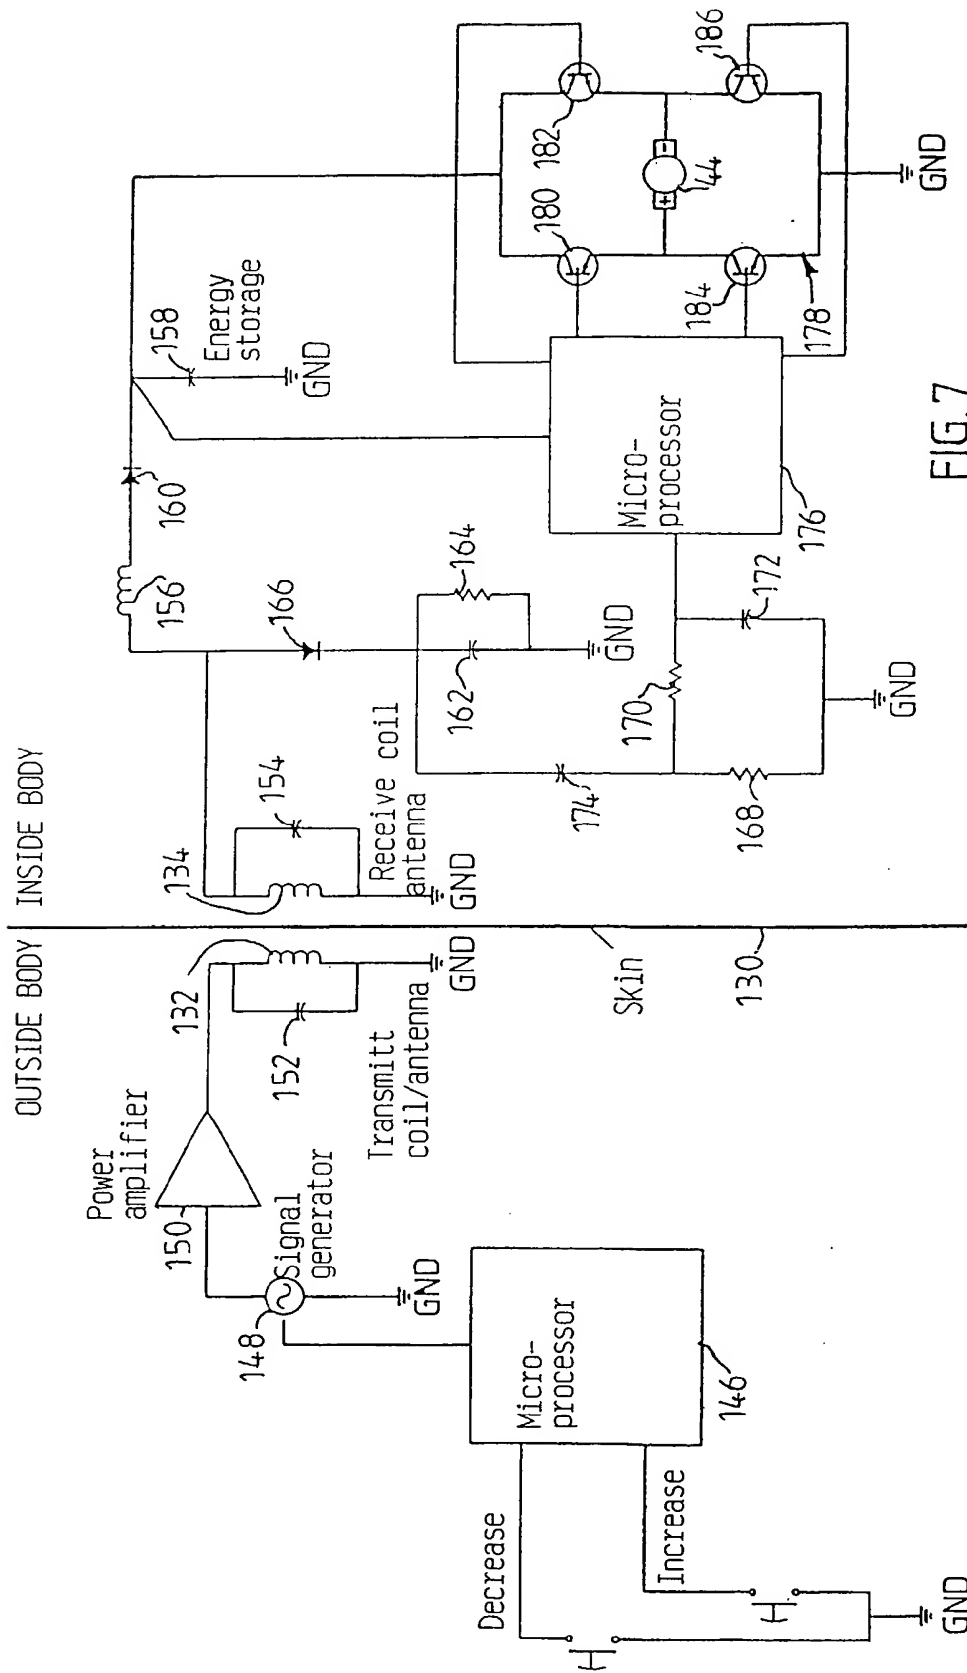 OUTSIDE BODY
INSIDE BODY
Power
amplifier
150
132
134
154
152
Transmitt
coil/antenna
GND
Receive coil
antenna
GND
148
Signal
generator
GND
156
160
158
Energy
storage
GND
166
164
162
GND
174
170
172
168
GND
Micro-
processor
176
180
182
+
-
44
184
186
178
GND
Decrease
Increase
Micro-
processor
146
GND
Skin
130
FIG.7